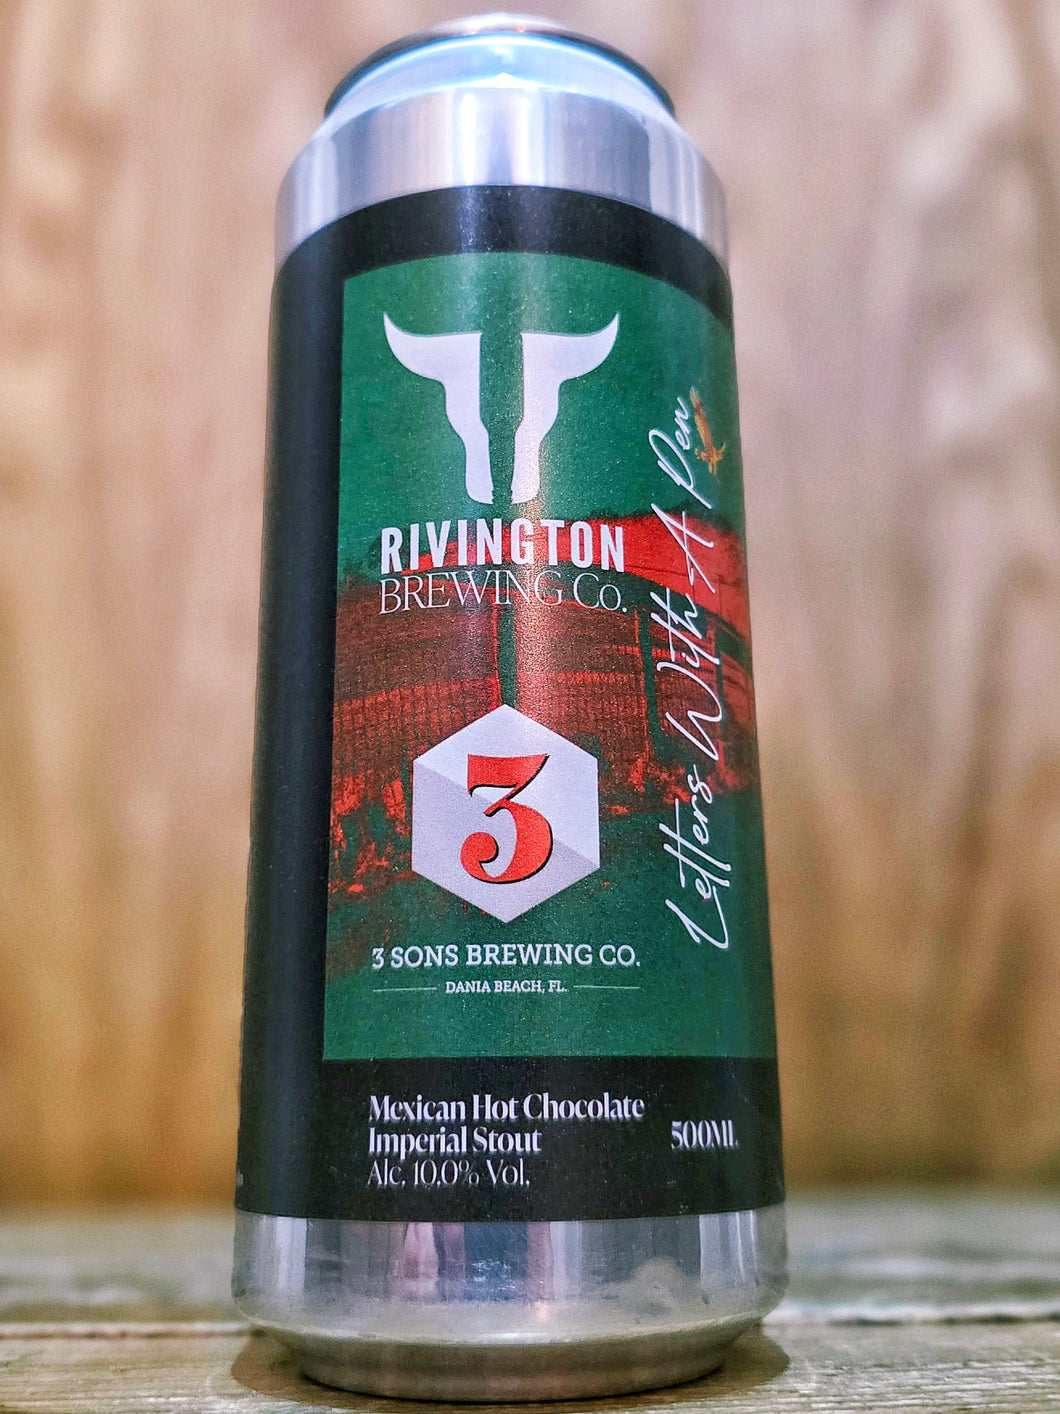 RIVINGTON
BREWING Co.
Letters With A Pen
3
3 SONS BREWING CO.
DANIA BEACH, FL.
Mexican Hot Chocolate
Imperial Stout
Alc. 10.0% Vol.
500ML